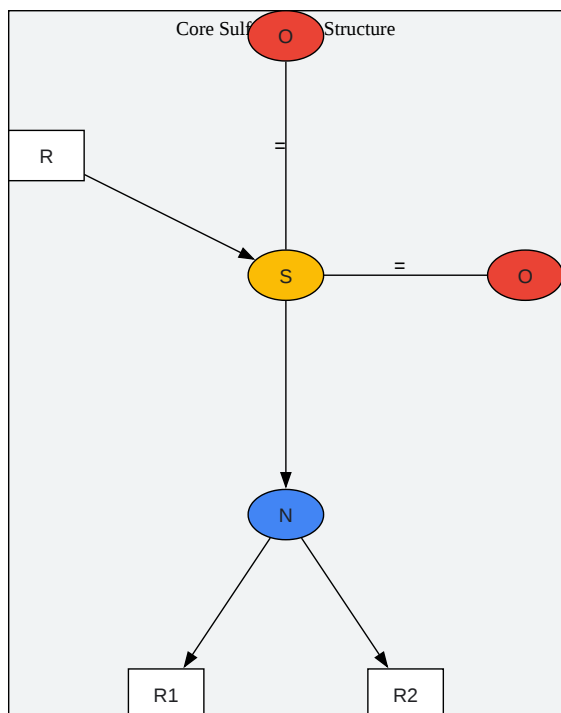 Core Sulf Structure
O
=
R
S
=
O
N
R1
R2